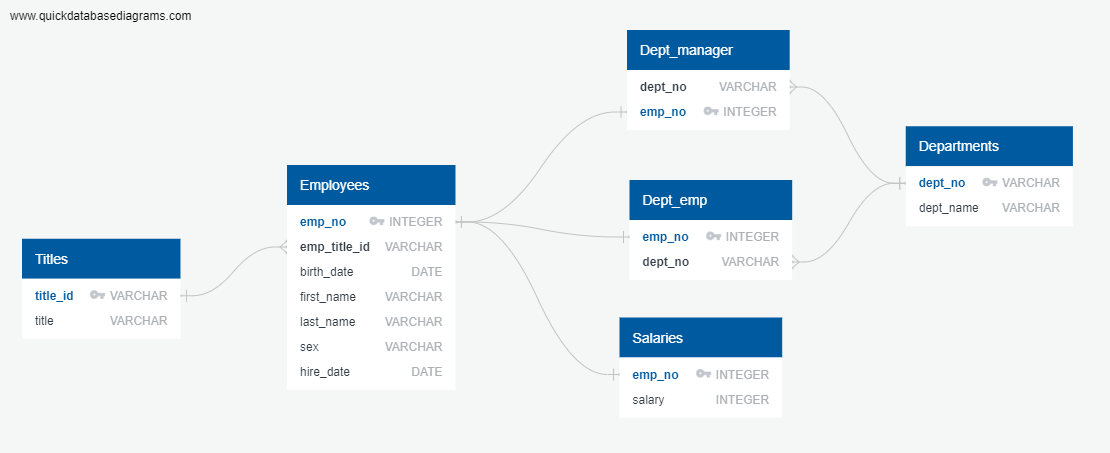 www.quickdatabasediagrams.com
Titles
title_id VARCHAR
title VARCHAR
Employees
emp_no INTEGER
emp_title_id VARCHAR
birth_date DATE
first_name VARCHAR
last_name VARCHAR
sex VARCHAR
hire_date DATE
Dept_manager
dept_no VARCHAR
emp_no INTEGER
Dept_emp
emp_no INTEGER
dept_no VARCHAR
Salaries
emp_no INTEGER
salary INTEGER
Departments
dept_no VARCHAR
dept_name VARCHAR